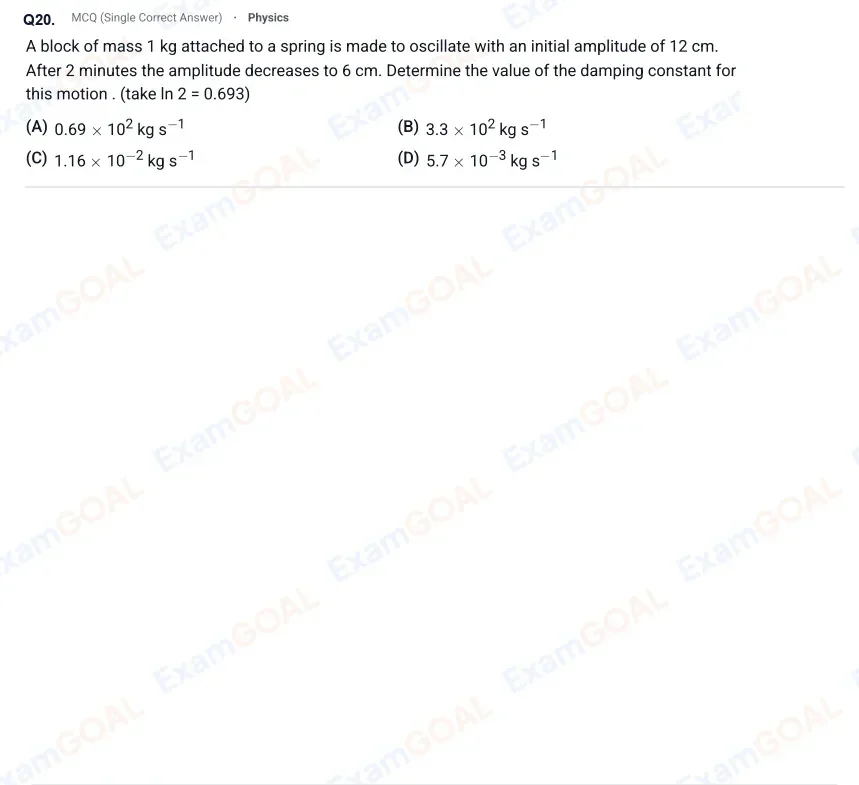 Q20. MCQ (Single Correct Answer) · Physics
A block of mass 1 kg attached to a spring is made to oscillate with an initial amplitude of 12 cm.
After 2 minutes the amplitude decreases to 6 cm. Determine the value of the damping constant for
this motion . (take ln 2 = 0.693)
(A) 0.69 × 10² kg s⁻¹ (B) 3.3 × 10² kg s⁻¹
(C) 1.16 × 10⁻² kg s⁻¹ (D) 5.7 × 10⁻³ kg s⁻¹
ExamGOAL